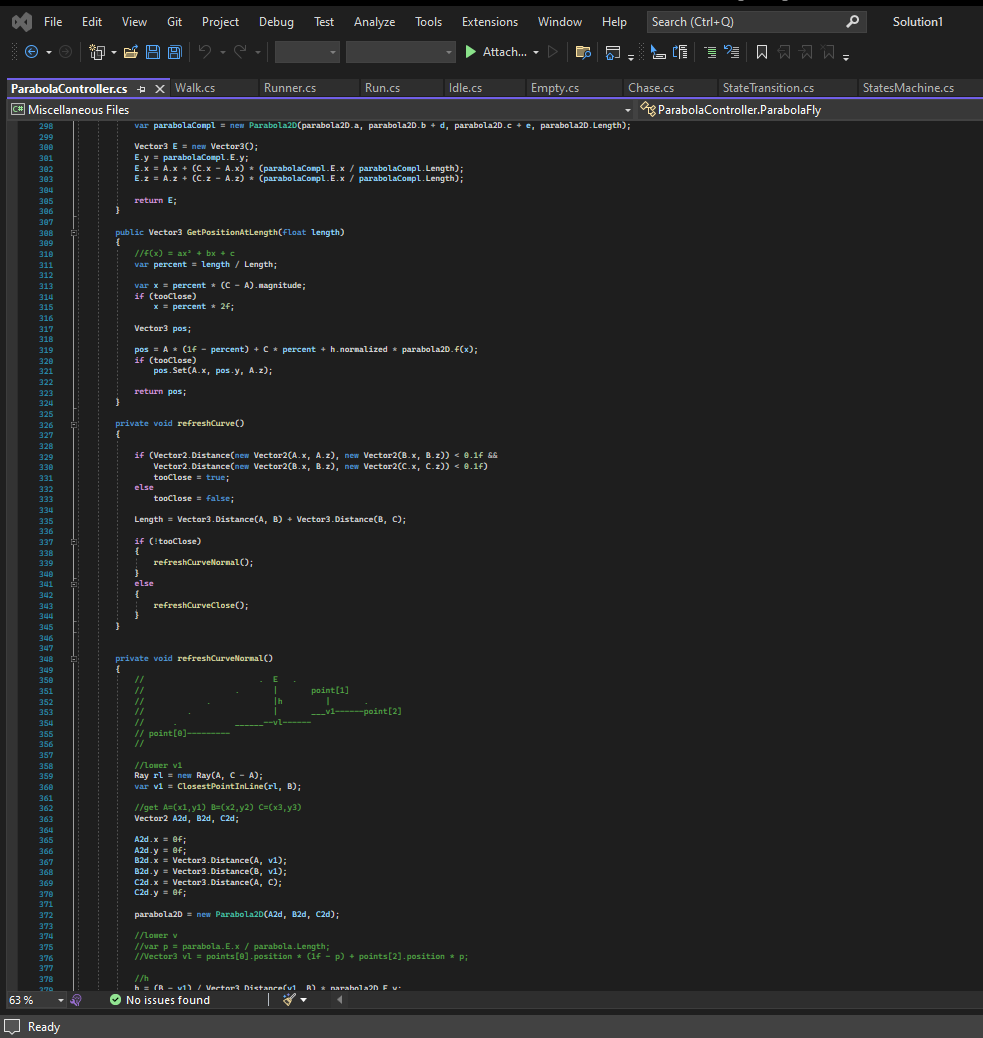 File Edit View Git Project Debug Test Analyze Tools Extensions Window Help Search (Ctrl+Q) Solution1
Attach...
ParabolaController.cs Walk.cs Runner.cs Run.cs Idle.cs Empty.cs Chase.cs StateTransition.cs StatesMachine.cs
C# Miscellaneous Files ParabolaController.ParabolaFly
298 var parabolaCompl = new Parabola2D(parabola2D.a, parabola2D.b + d, parabola2D.c + e, parabola2D.Length);
299
300 Vector3 E = new Vector3();
301 E.y = parabolaCompl.E.y;
302 E.x = A.x + (C.x - A.x) * (parabolaCompl.E.x / parabolaCompl.Length);
303 E.z = A.z + (C.z - A.z) * (parabolaCompl.E.x / parabolaCompl.Length);
304
305 return E;
306 }
307
308 public Vector3 GetPositionAtLength(float length)
309 {
310 //f(x) = ax² + bx + c
311 var percent = length / Length;
312
313 var x = percent * (C - A).magnitude;
314 if (tooClose)
315 x = percent * 2f;
316
317 Vector3 pos;
318
319 pos = A * (1f - percent) + C * percent + h.normalized * parabola2D.f(x);
320 if (tooClose)
321 pos.Set(A.x, pos.y, A.z);
322
323 return pos;
324 }
325
326 private void refreshCurve()
327 {
328
329 if (Vector2.Distance(new Vector2(A.x, A.z), new Vector2(B.x, B.z)) < 0.1f &&
330 Vector2.Distance(new Vector2(B.x, B.z), new Vector2(C.x, C.z)) < 0.1f)
331 tooClose = true;
332 else
333 tooClose = false;
334
335 Length = Vector3.Distance(A, B) + Vector3.Distance(B, C);
336
337 if (!tooClose)
338 {
339 refreshCurveNormal();
340 }
341 else
342 {
343 refreshCurveClose();
344 }
345 }
346
347
348 private void refreshCurveNormal()
349 {
350 // . E .
351 // . | point[1]
352 // . |h | .
353 // . | ___v1------point[2]
354 // . ______--vl------
355 // point[0]---------
356 //
357
358 //lower v1
359 Ray rl = new Ray(A, C - A);
360 var v1 = ClosestPointInLine(rl, B);
361
362 //get A=(x1,y1) B=(x2,y2) C=(x3,y3)
363 Vector2 A2d, B2d, C2d;
364
365 A2d.x = 0f;
366 A2d.y = 0f;
367 B2d.x = Vector3.Distance(A, v1);
368 B2d.y = Vector3.Distance(B, v1);
369 C2d.x = Vector3.Distance(A, C);
370 C2d.y = 0f;
371
372 parabola2D = new Parabola2D(A2d, B2d, C2d);
373
374 //lower v
375 //var p = parabola.E.x / parabola.Length;
376 //Vector3 vl = points[0].position * (1f - p) + points[2].position * p;
377
378 //h
379 h = (B - v1) / Vector3.Distance(v1, B) * parabola2D.E.y;
63 % No issues found
Ready